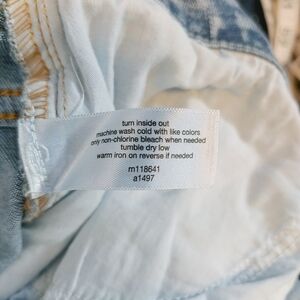 turn inside out
machine wash cold with like colors
only non-chlorine bleach when needed
tumble dry low
warm iron on reverse if needed
m118641
a1497